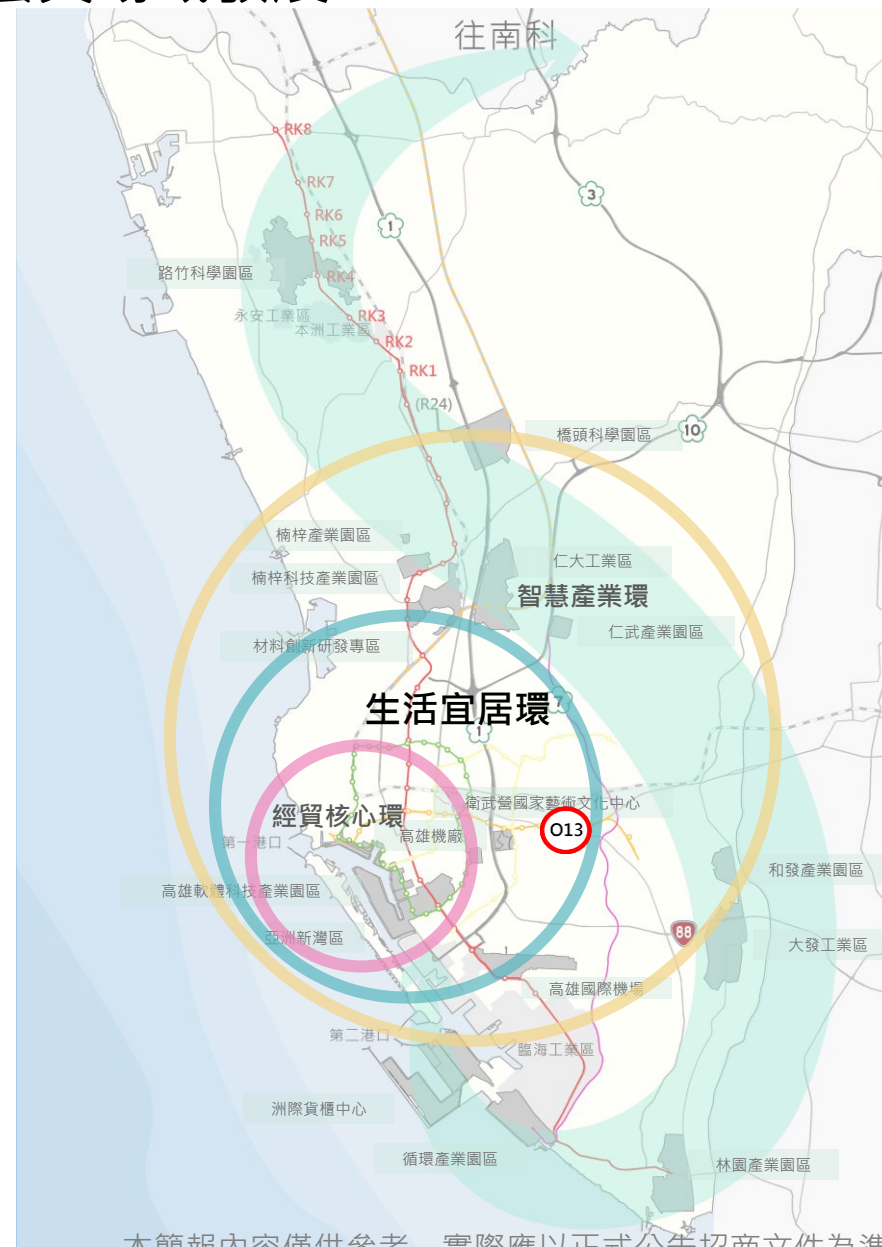 往南科
RK8
RK7
3
RK6
1
RK5
路竹科學園區
RK4
永安工業區
RK3
本洲工業區
RK2
RK1
(R24)
橋頭科學園區
10
楠梓產業園區
仁大工業區
楠梓科技產業園區
智慧產業環
仁武產業園區
材料創新研發專區
生活宜居環
7
1
衛武營國家藝術文化中心
經貿核心環
O13
高雄機廠
第一港口
和發產業園區
高雄軟體科技產業園區
88
亞洲新灣區
大發工業區
1
高雄國際機場
第二港口
臨海工業區
洲際貨櫃中心
循環產業園區
林園產業園區
本簡報內容僅供參考，實際應以正式公告招商文件為準